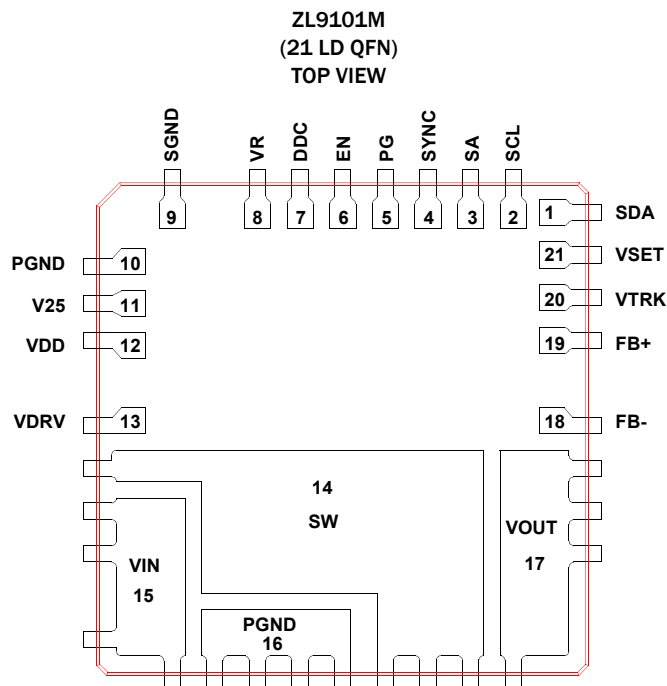 ZL9101M
(21 LD QFN)
TOP VIEW
SGND
VR
DDC
EN
PG
SYNC
SA
SCL
9
8
7
6
5
4
3
2
1 SDA
21 VSET
20 VTRK
19 FB+
18 FB-
PGND 10
V25 11
VDD 12
VDRV 13
14
SW
VOUT
17
VIN
15
PGND
16